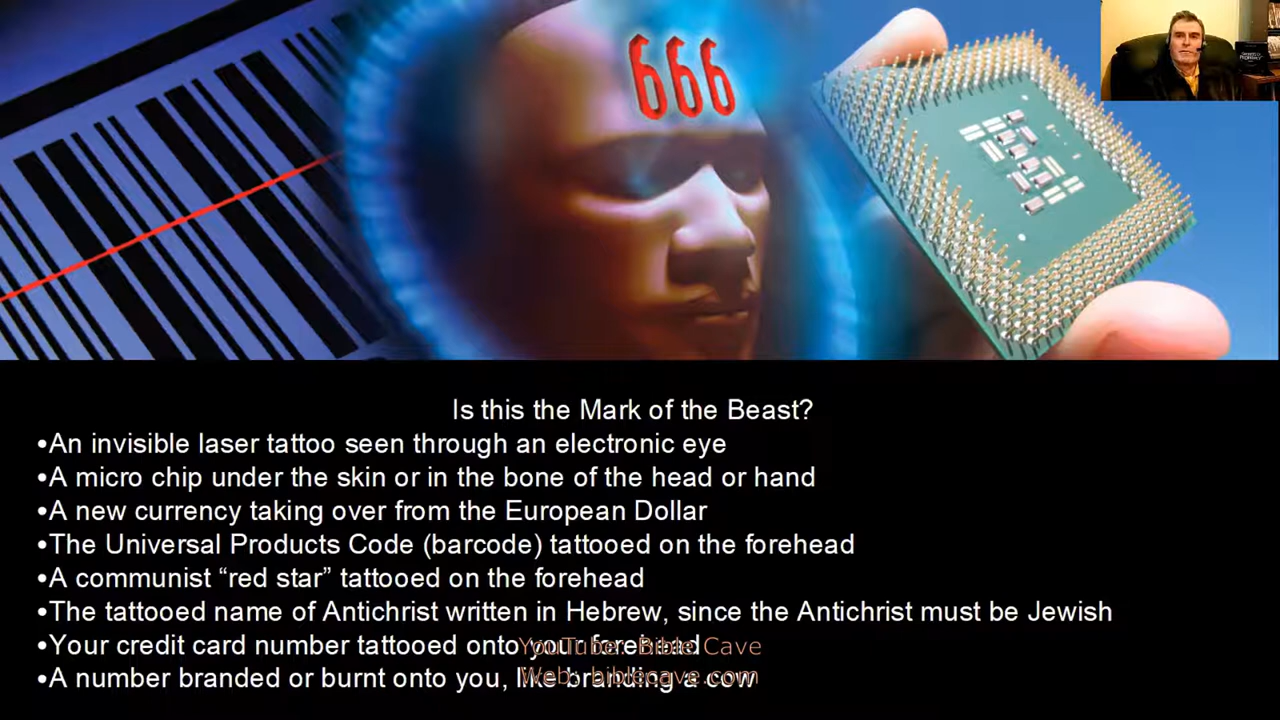 666
Is this the Mark of the Beast?
•An invisible laser tattoo seen through an electronic eye
•A micro chip under the skin or in the bone of the head or hand
•A new currency taking over from the European Dollar
•The Universal Products Code (barcode) tattooed on the forehead
•A communist “red star” tattooed on the forehead
•The tattooed name of Antichrist written in Hebrew, since the Antichrist must be Jewish
•Your credit card number tattooed onto your forehead
YouTube: Bible Cave
•A number branded or burnt onto you, like branding a cow
Web: biblecave.com